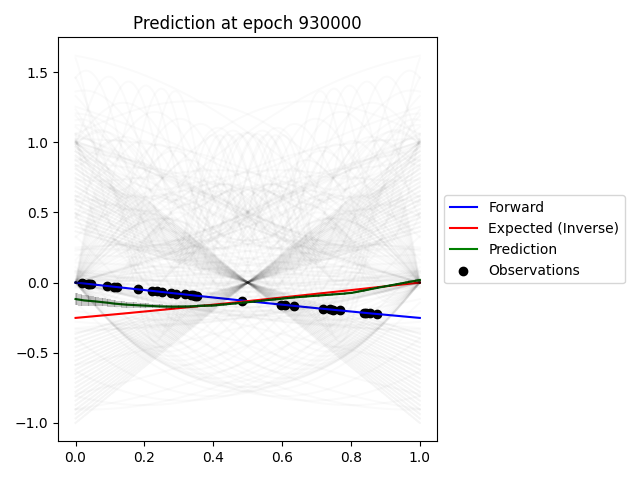 Prediction at epoch 930000
1.5
1.0
0.5
0.0
−0.5
−1.0
0.0 0.2 0.4 0.6 0.8 1.0
Forward
Expected (Inverse)
Prediction
Observations